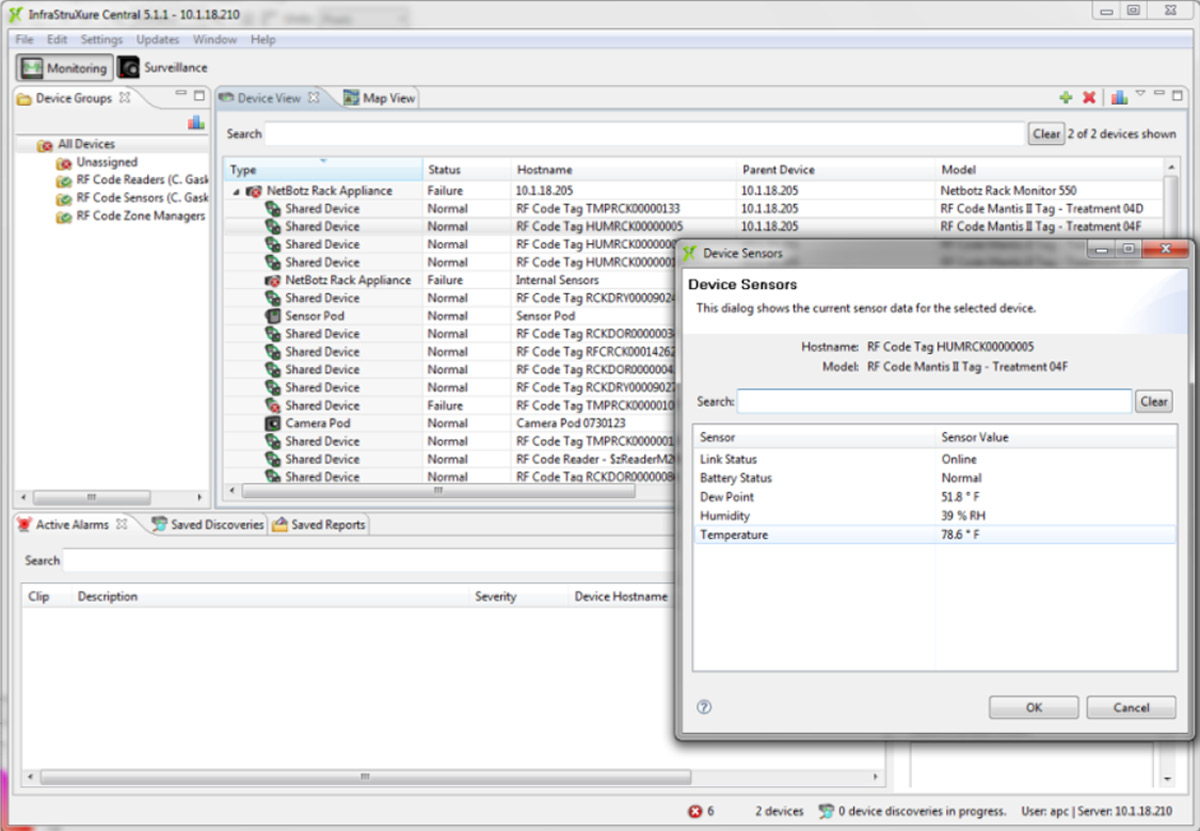 InfraStruXure Central 5.1.1 - 10.1.18.210
File Edit Settings Updates Window Help
Monitoring Surveillance
Device Groups
All Devices
Unassigned
RF Code Readers (C. Gask
RF Code Sensors (C. Gask
RF Code Zone Managers
Device View Map View
Search Clear 2 of 2 devices shown
Type Status Hostname Parent Device Model
NetBotz Rack Appliance Failure 10.1.18.205 10.1.18.205 Netbotz Rack Monitor 550
Shared Device Normal RF Code Tag TMPRCK00000133 10.1.18.205 RF Code Mantis II Tag - Treatment 04D
Shared Device Normal RF Code Tag HUMRCK00000005 10.1.18.205 RF Code Mantis II Tag - Treatment 04F
Shared Device Normal RF Code Tag HUMRCK0000000
Shared Device Normal RF Code Tag HUMRCK0000001
NetBotz Rack Appliance Failure Internal Sensors
Shared Device Normal RF Code Tag RCKDRY00009024
Sensor Pod Normal Sensor Pod
Shared Device Normal RF Code Tag RCKDOR0000003
Shared Device Normal RF Code Tag RFCRCK00014262
Shared Device Normal RF Code Tag RCKDOR0000004
Shared Device Normal RF Code Tag RCKDRY00009027
Shared Device Failure RF Code Tag TMPRCK0000010
Camera Pod Normal Camera Pod 0730123
Shared Device Normal RF Code Tag TMPRCK0000001
Shared Device Normal RF Code Reader - $zReaderM2
Shared Device Normal RF Code Tag RCKDOR0000008
Device Sensors
Device Sensors
This dialog shows the current sensor data for the selected device.
Hostname: RF Code Tag HUMRCK00000005
Model: RF Code Mantis II Tag - Treatment 04F
Search: Clear
Sensor Sensor Value
Link Status Online
Battery Status Normal
Dew Point 51.8 ° F
Humidity 39 % RH
Temperature 78.6 ° F
OK Cancel
Active Alarms Saved Discoveries Saved Reports
Search
Clip Description Severity Device Hostname
6 2 devices 0 device discoveries in progress. User: apc | Server: 10.1.18.210